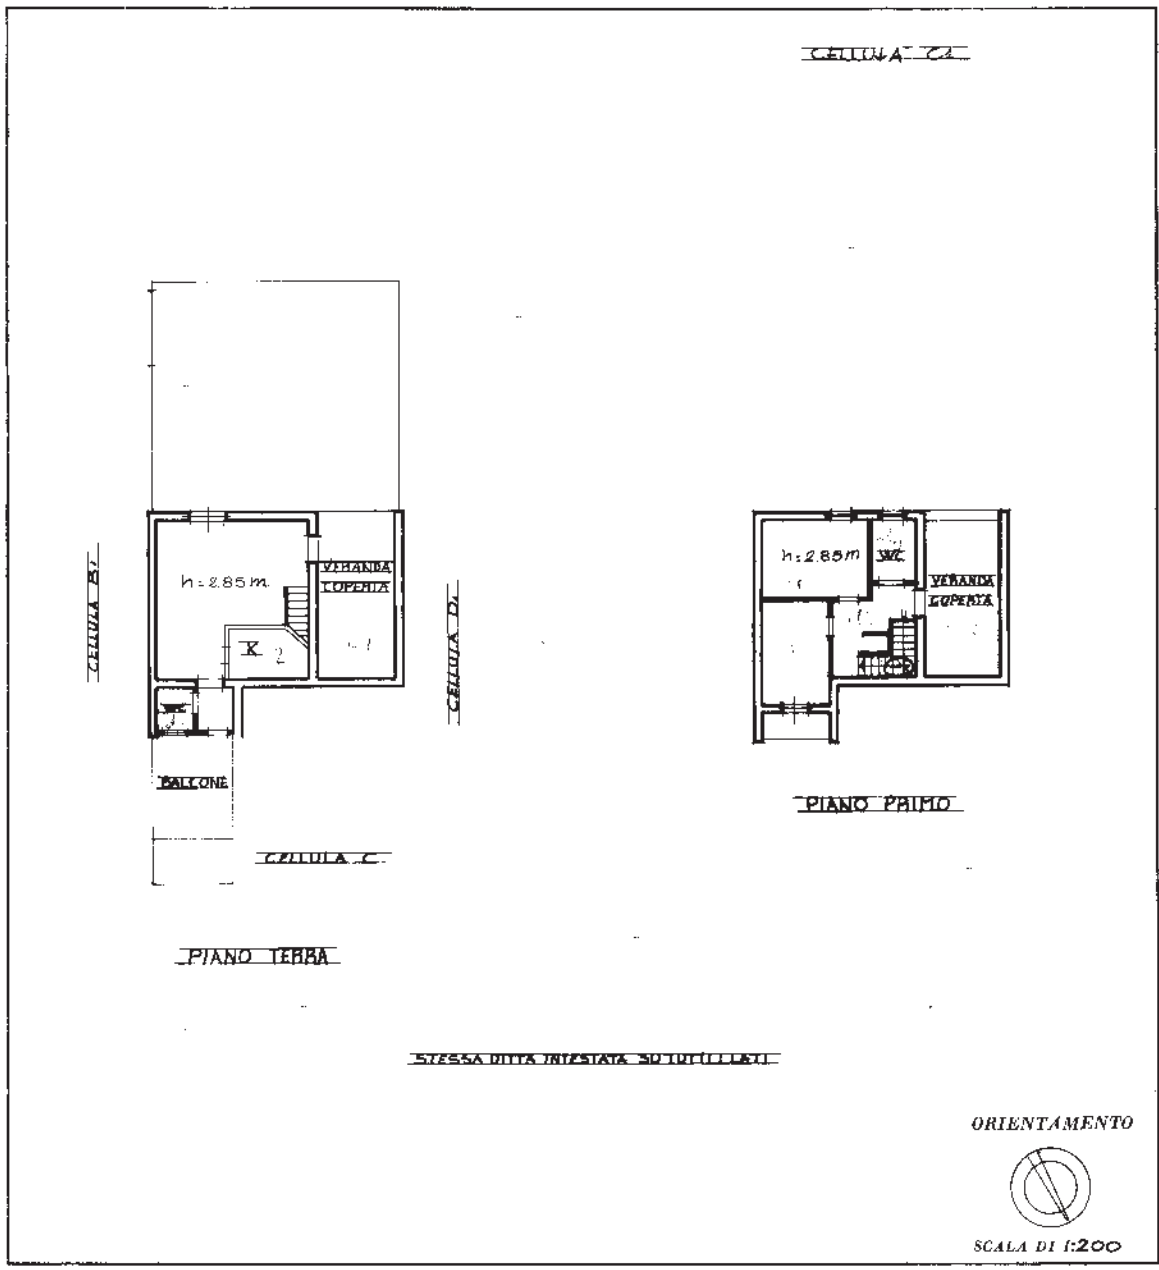 CELLULA C1
h=2.85 m
VERANDA
COPERTA
K
2
WC
BALCONE
CELLULA B1
CELLULA D1
CELLULA C
PIANO TERRA
h=2.85 m
WC
VERANDA
COPERTA
PIANO PRIMO
STESSA DITTA INTESTATA SU TUTTI I LATI
ORIENTAMENTO
SCALA DI 1:200